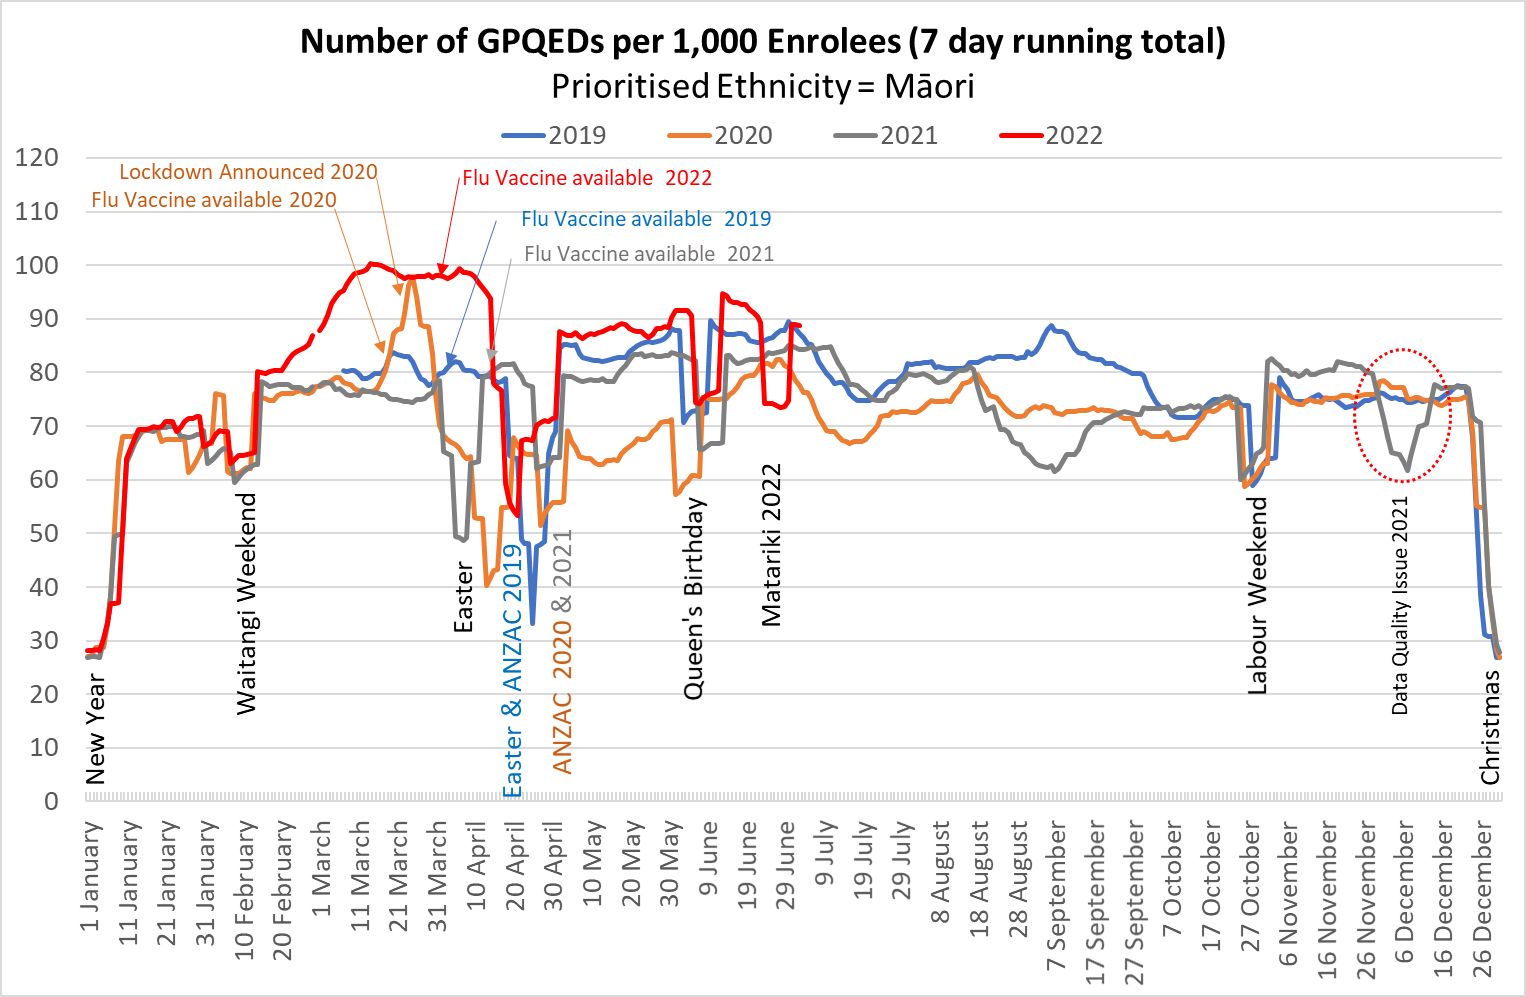 Number of GPQEDs per 1,000 Enrolees (7 day running total)
Prioritised Ethnicity = Māori
2019
2020
2021
2022
120
110
100
90
80
70
60
50
40
30
20
10
0
Lockdown Announced 2020
Flu Vaccine available 2020
Flu Vaccine available 2022
Flu Vaccine available 2019
Flu Vaccine available 2021
New Year
Waitangi Weekend
Easter
Easter & ANZAC 2019
ANZAC 2020 & 2021
Queen's Birthday
Matariki 2022
Labour Weekend
Data Quality Issue 2021
Christmas
1 January
11 January
21 January
31 January
10 February
20 February
1 March
11 March
21 March
31 March
10 April
20 April
30 April
10 May
20 May
30 May
9 June
19 June
29 June
9 July
19 July
29 July
8 August
18 August
28 August
7 September
17 September
27 September
7 October
17 October
27 October
6 November
16 November
26 November
6 December
16 December
26 December